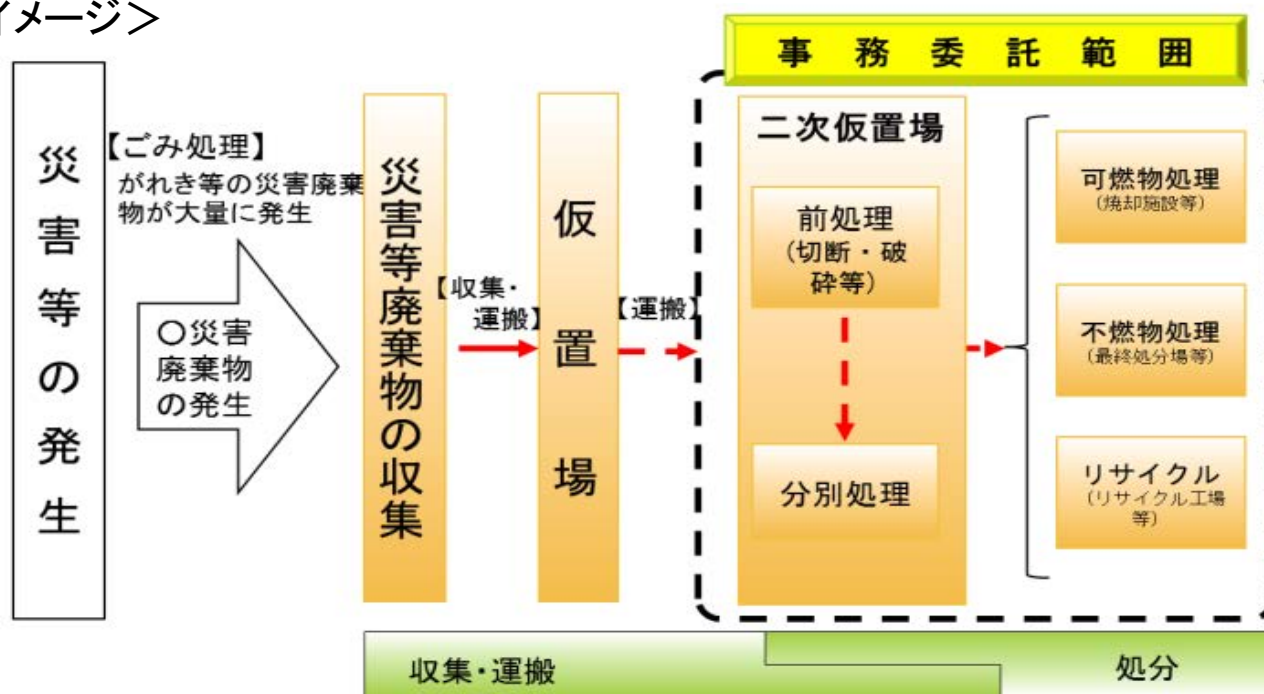 イメージ＞
事務委託範囲
災害等の発生
【ごみ処理】
がれき等の災害廃棄
物が大量に発生
〇災害
廃棄物
の発生
災害等廃棄物の収集
【収集・
運搬】
仮置場
【運搬】
二次仮置場
前処理
（切断・破
砕等）
分別処理
可燃物処理
（焼却施設等）
不燃物処理
（最終処分場等）
リサイクル
（リサイクル工場
等）
収集・運搬
処分